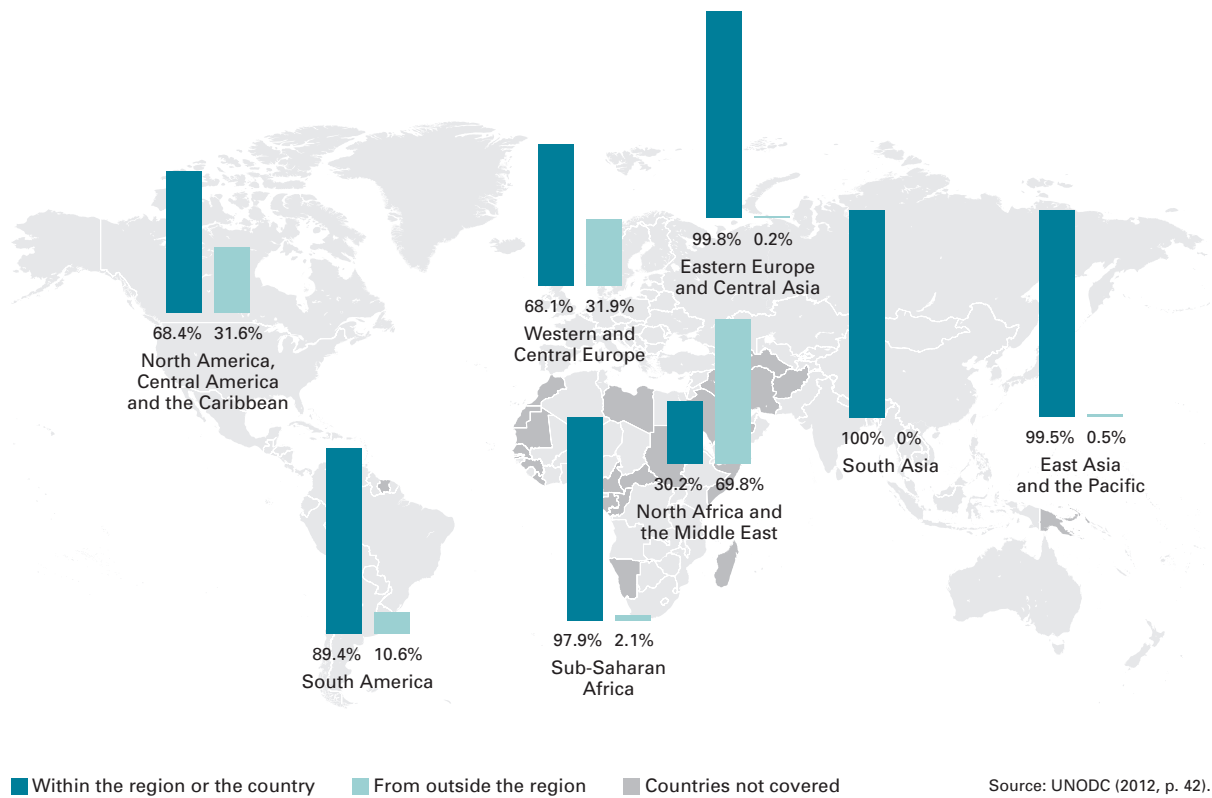 99.8% 0.2%
Eastern Europe
and Central Asia
68.4% 31.6%
North America,
Central America
and the Caribbean
68.1% 31.9%
Western and
Central Europe
100% 0%
South Asia
99.5% 0.5%
East Asia
and the Pacific
30.2% 69.8%
North Africa and
the Middle East
89.4% 10.6%
South America
97.9% 2.1%
Sub-Saharan
Africa
Within the region or the country
From outside the region
Countries not covered
Source: UNODC (2012, p. 42).